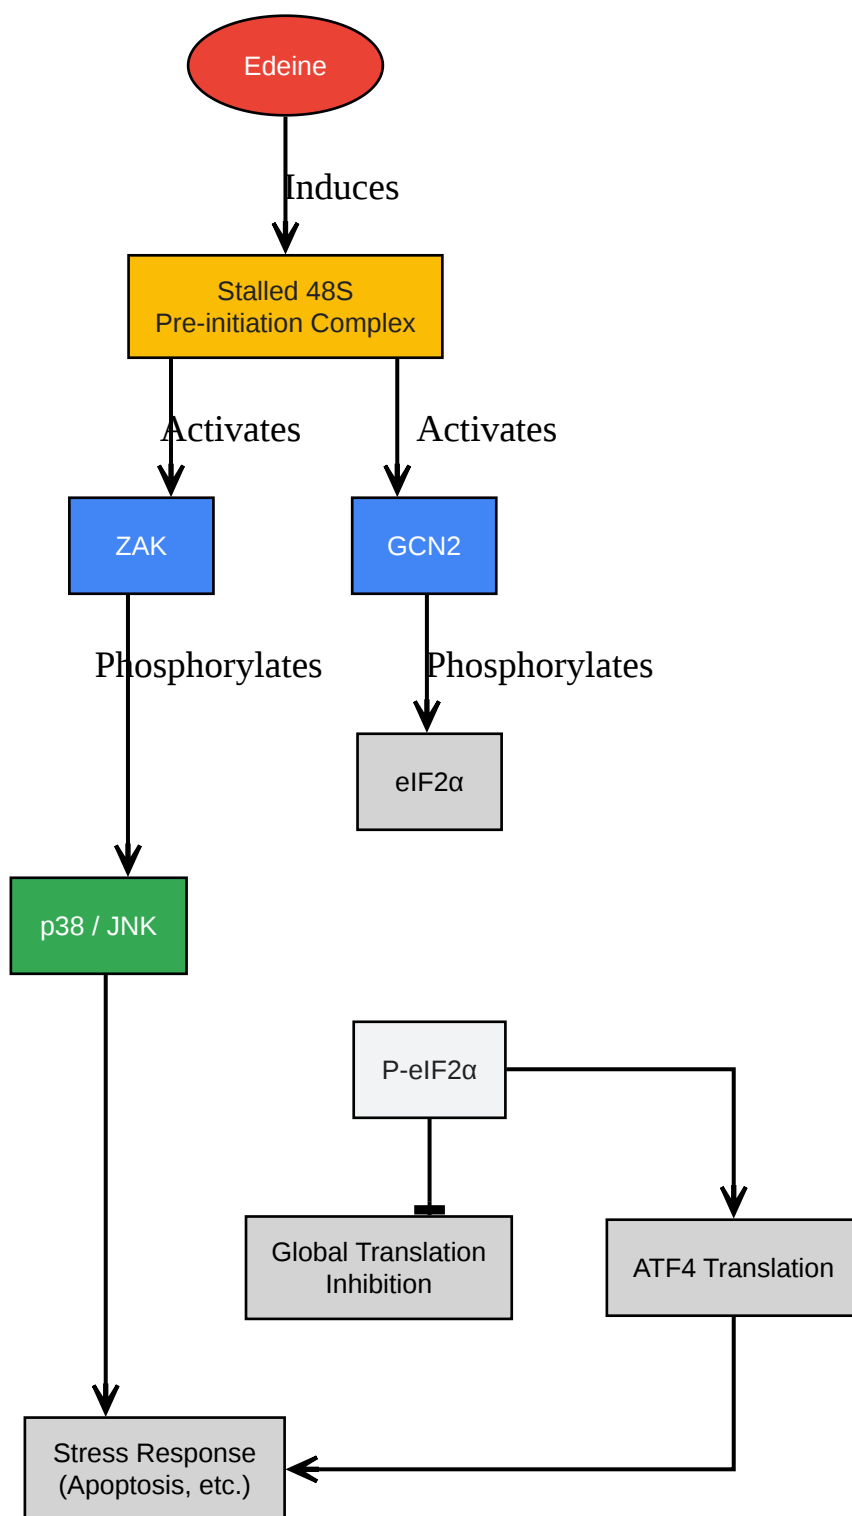 Edeine
Induces
Stalled 48S
Pre-initiation Complex
Activates
Activates
ZAK
GCN2
Phosphorylates
Phosphorylates
eIF2α
p38 / JNK
P-eIF2α
Global Translation
Inhibition
ATF4 Translation
Stress Response
(Apoptosis, etc.)